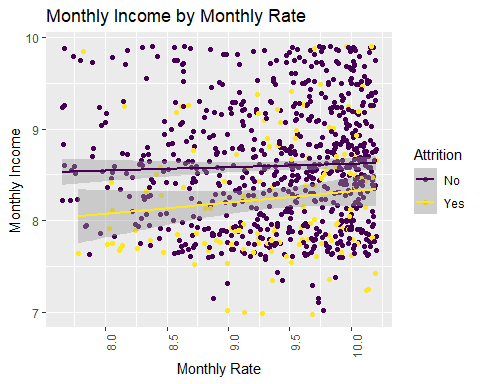 Monthly Income by Monthly Rate
Monthly Income
10
9
8
7
8.0
8.5
9.0
9.5
10.0
Monthly Rate
Attrition
No
Yes